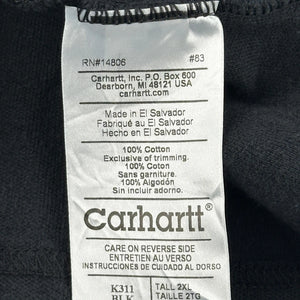 RN#14806 #83
Carhartt, Inc. P.O. Box 600
Dearborn, MI 48121 USA
carhartt.com
Made in El Salvador
Fabriqué au El Salvador
Hecho en El Salvador
100% Cotton
Exclusive of trimming.
100% Coton
Sans garniture.
100% Algodón
Sin incluir adorno.
Carhartt®
CARE ON REVERSE SIDE
ENTRETIEN AU VERSO
INSTRUCCIONES DE CUIDADO AL DORSO
K311 TALL 2XL
BLK TAILLE 2TG